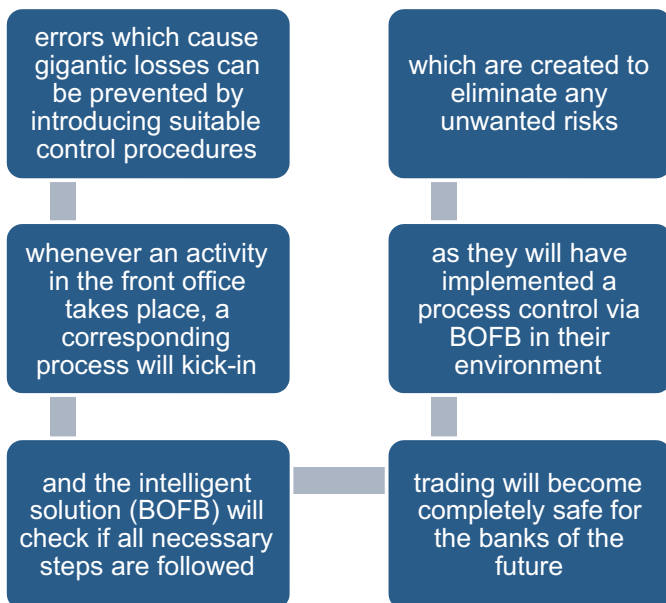 errors which cause
gigantic losses can
be prevented by
introducing suitable
control procedures
whenever an activity
in the front office
takes place, a
corresponding
process will kick-in
and the intelligent
solution (BOFB) will
check if all necessary
steps are followed
trading will become
completely safe for
the banks of the
future
as they will have
implemented a
process control via
BOFB in their
environment
which are created to
eliminate any
unwanted risks